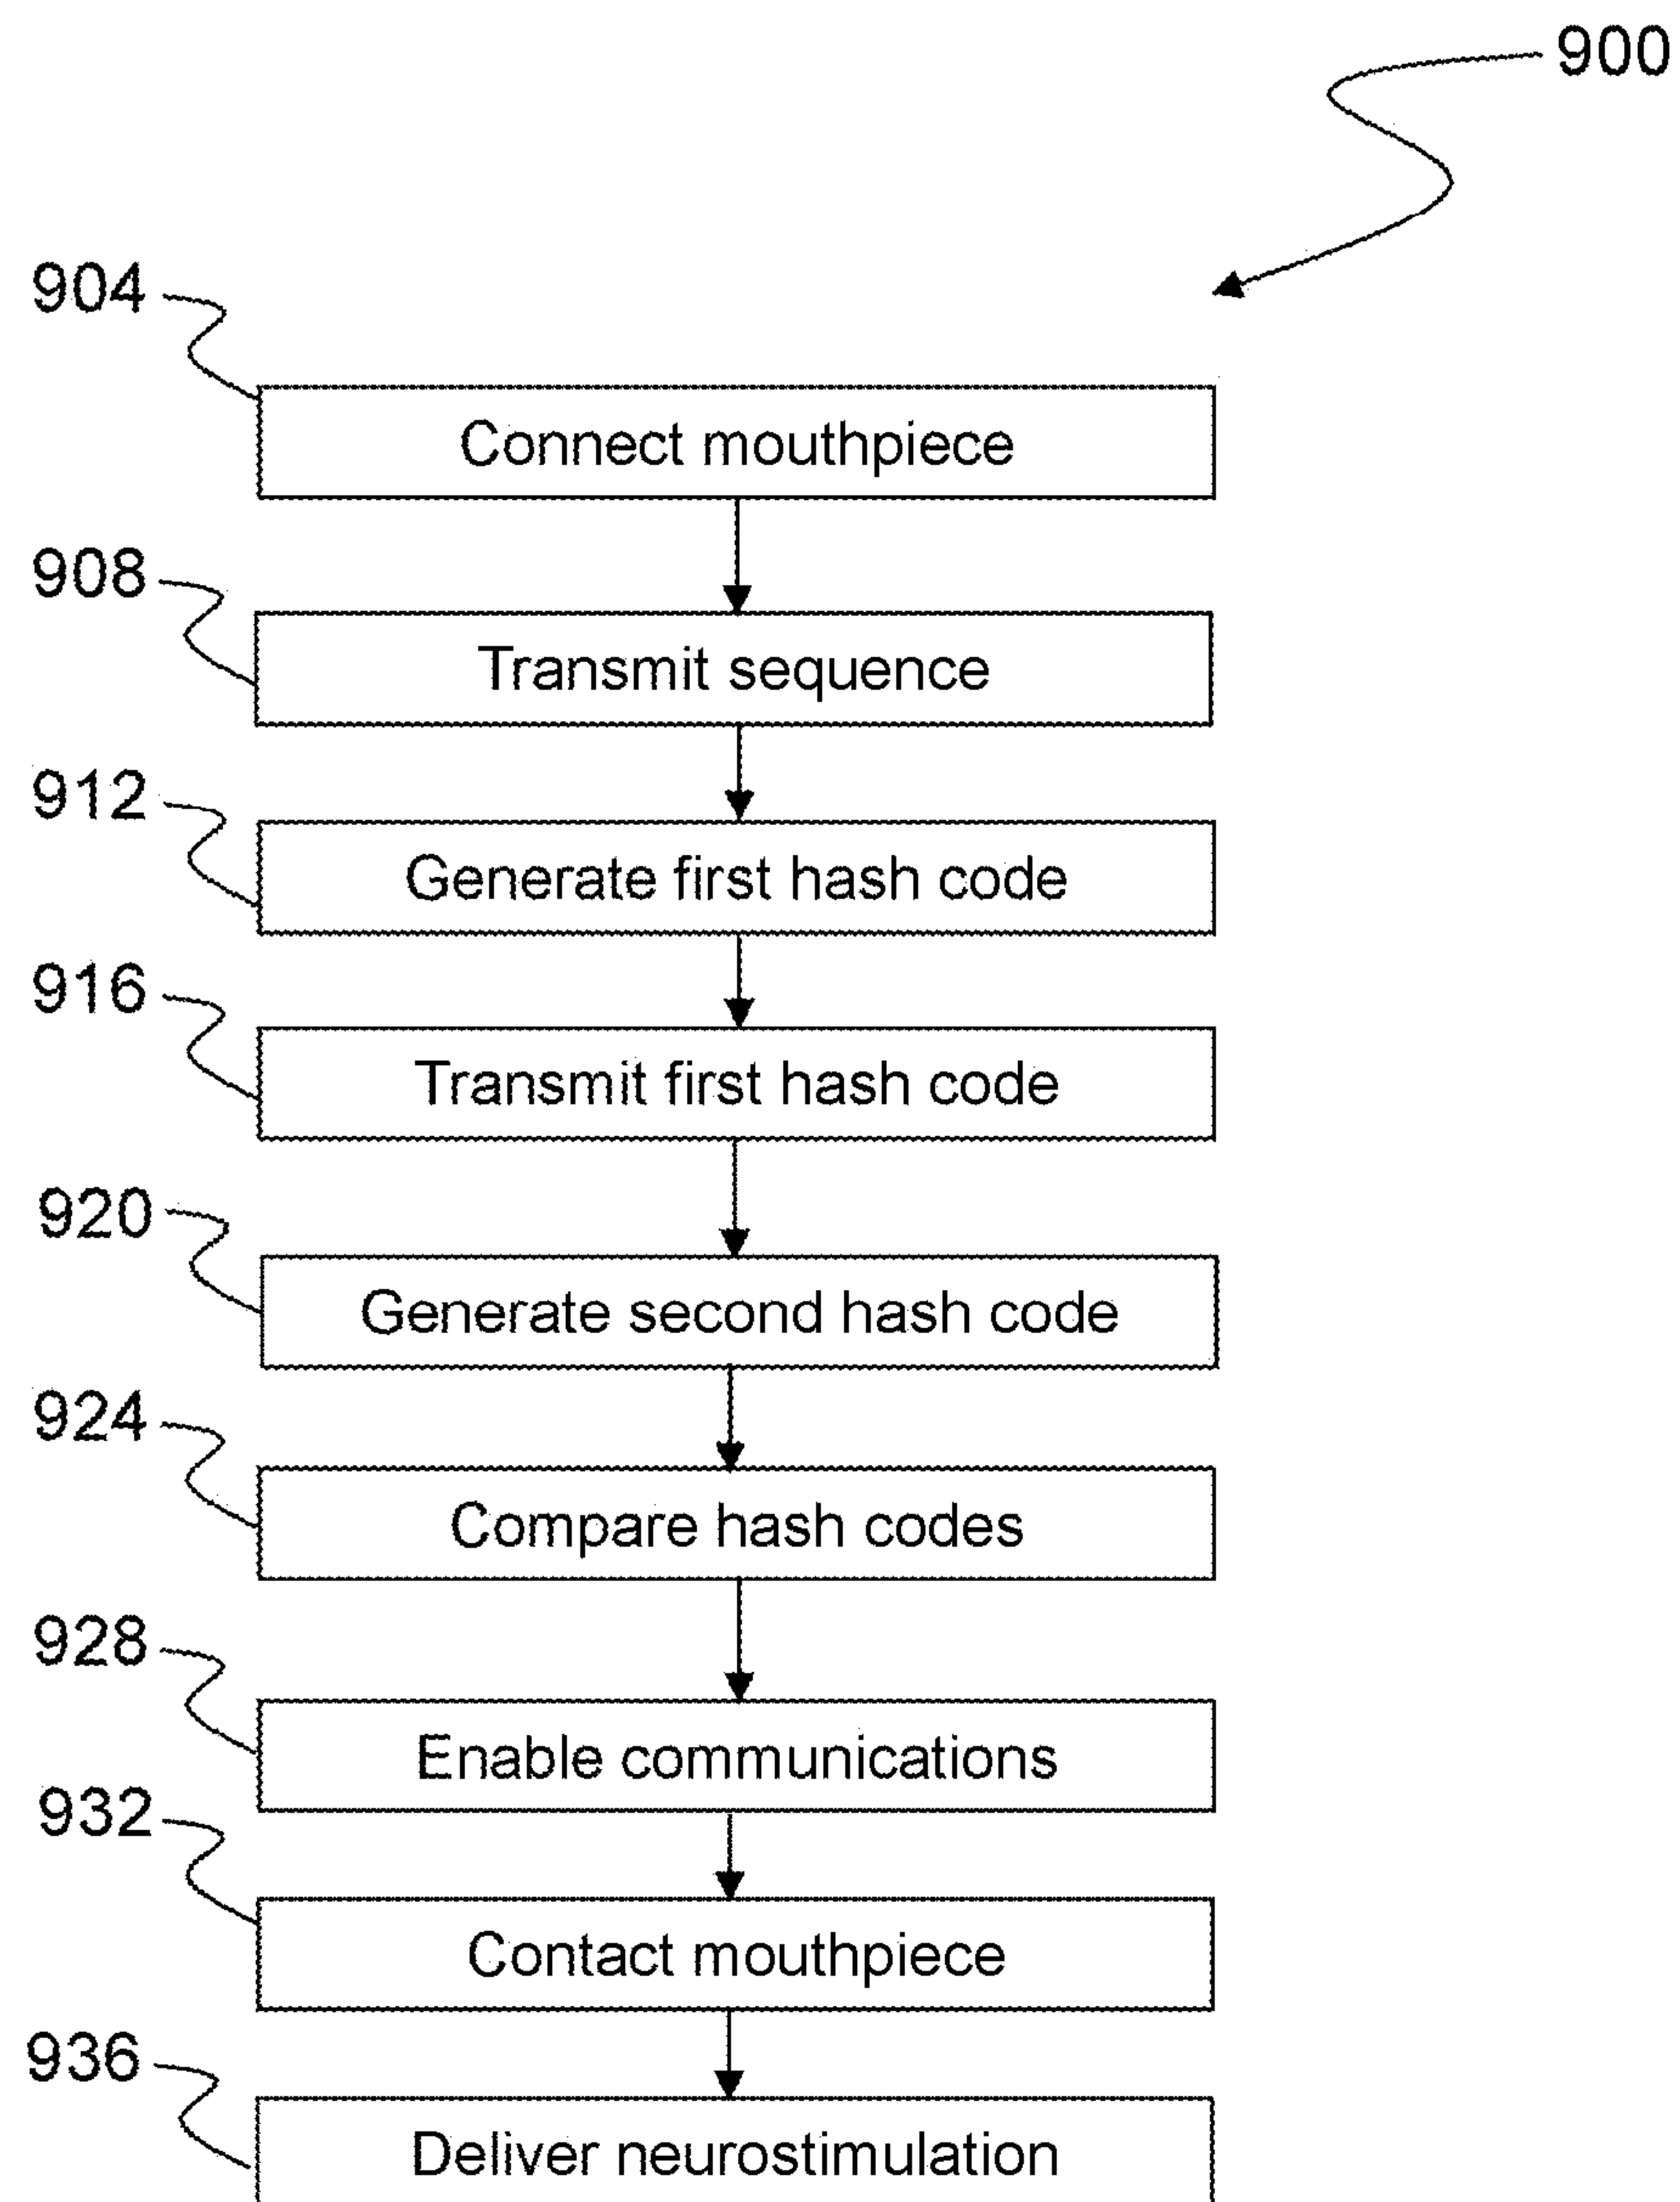 900
904
Connect mouthpiece
908
Transmit sequence
912
Generate first hash code
916
Transmit first hash code
920
Generate second hash code
924
Compare hash codes
928
Enable communications
932
Contact mouthpiece
936
Deliver neurostimulation